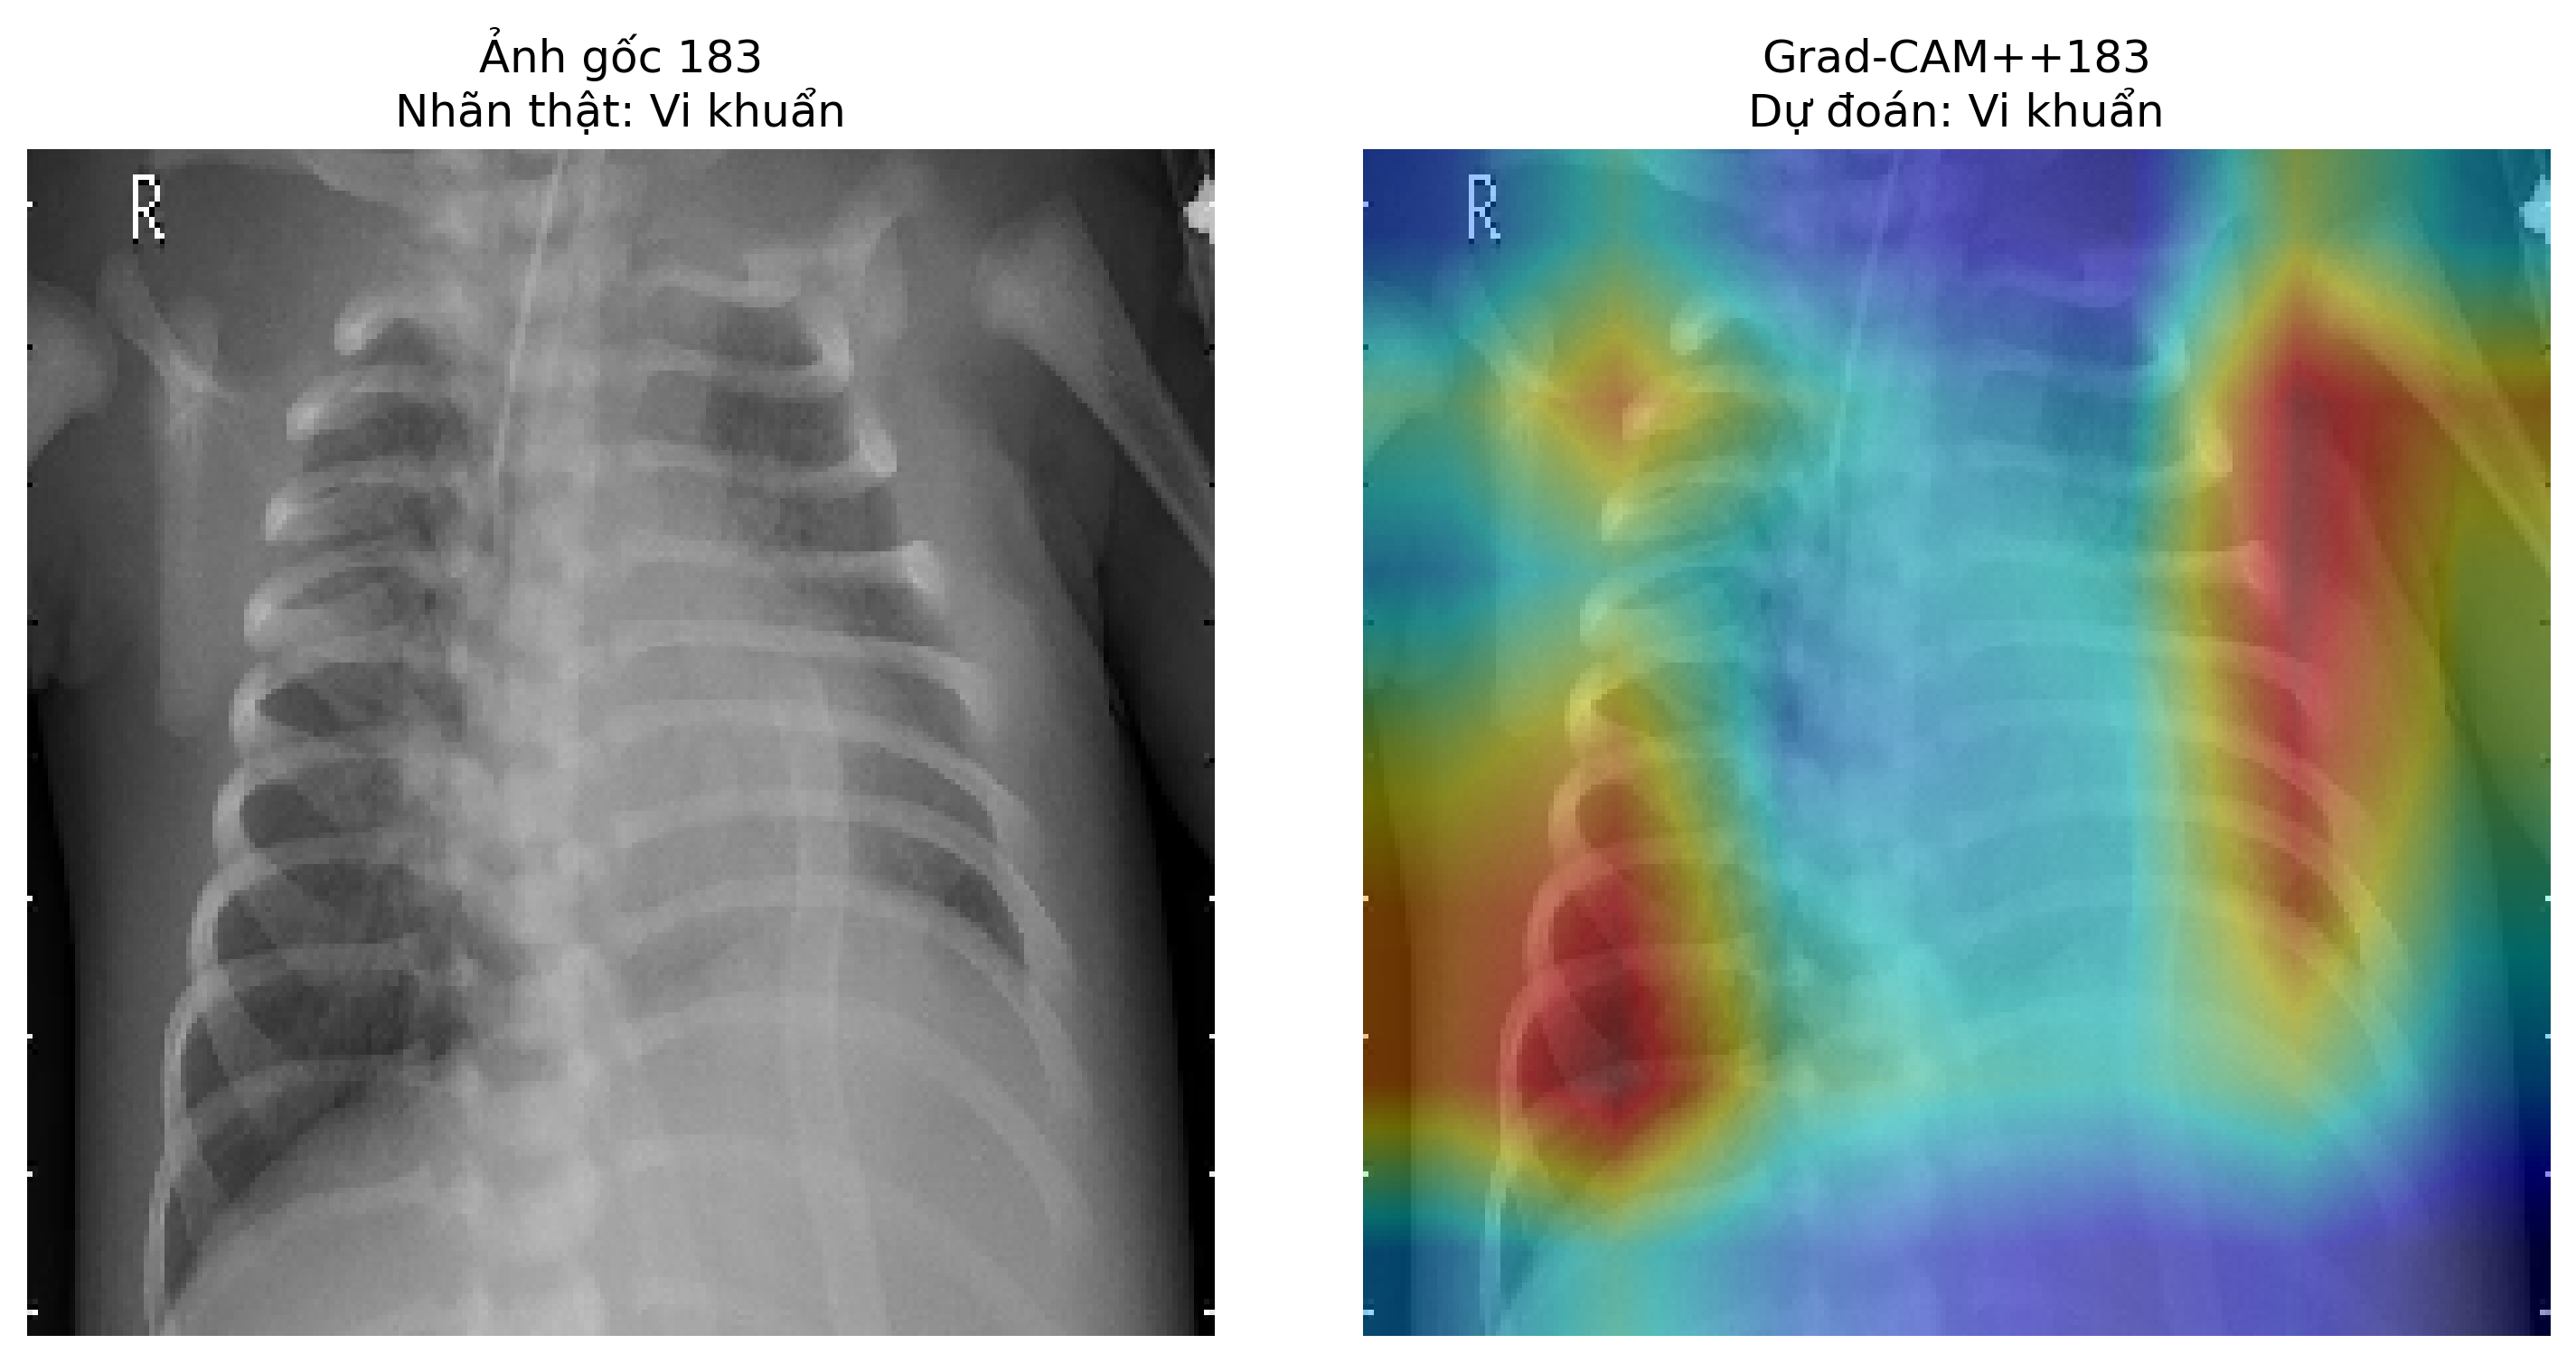 Ảnh gốc 183
Nhãn thật: Vi khuẩn
R
Grad-CAM++183
Dự đoán: Vi khuẩn
R